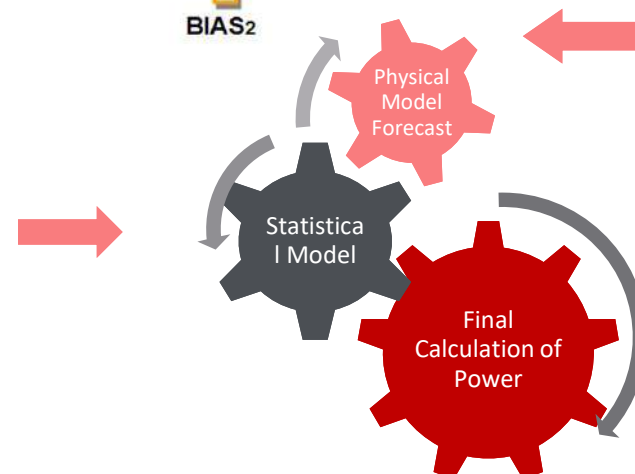 BIAS2
Physical
Model
Forecast
Statistica
l Model
Final
Calculation of
Power